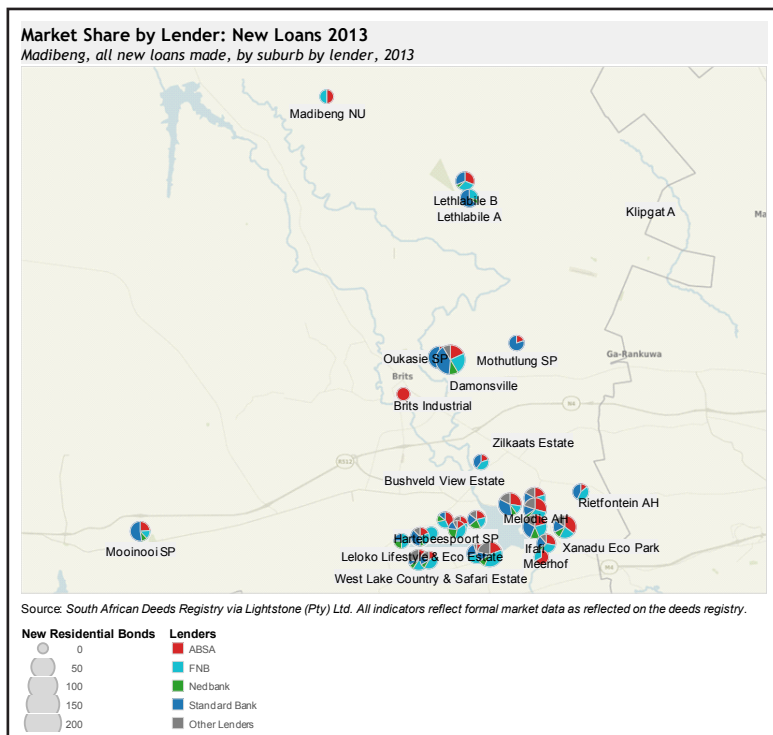 Market Share by Lender: New Loans 2013
Madibeng, all new loans made, by suburb by lender, 2013
Madibeng NU
Lethlabile B
Lethlabile A
Klipgat A
Ma
Oukasie SP
Mothutlung SP
Ga-Rankuwa
Brits
Damonsville
Brits Industrial
N4
Zilkaats Estate
R512
Bushveld View Estate
Rietfontein AH
Melodie AH
Mooinooi SP
Hartebeespoort SP
Ifafi
Xanadu Eco Park
Leloko Lifestyle & Eco Estate
Meerhof
N4
West Lake Country & Safari Estate
Source: South African Deeds Registry via Lightstone (Pty) Ltd. All indicators reflect formal market data as reflected on the deeds registry.
New Residential Bonds
Lenders
0
ABSA
50
FNB
100
Nedbank
150
Standard Bank
200
Other Lenders